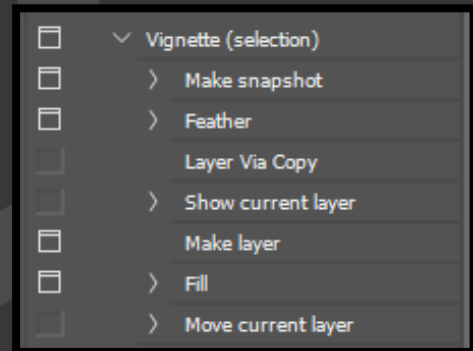 Vignette (selection)
Make snapshot
Feather
Layer Via Copy
Show current layer
Make layer
Fill
Move current layer